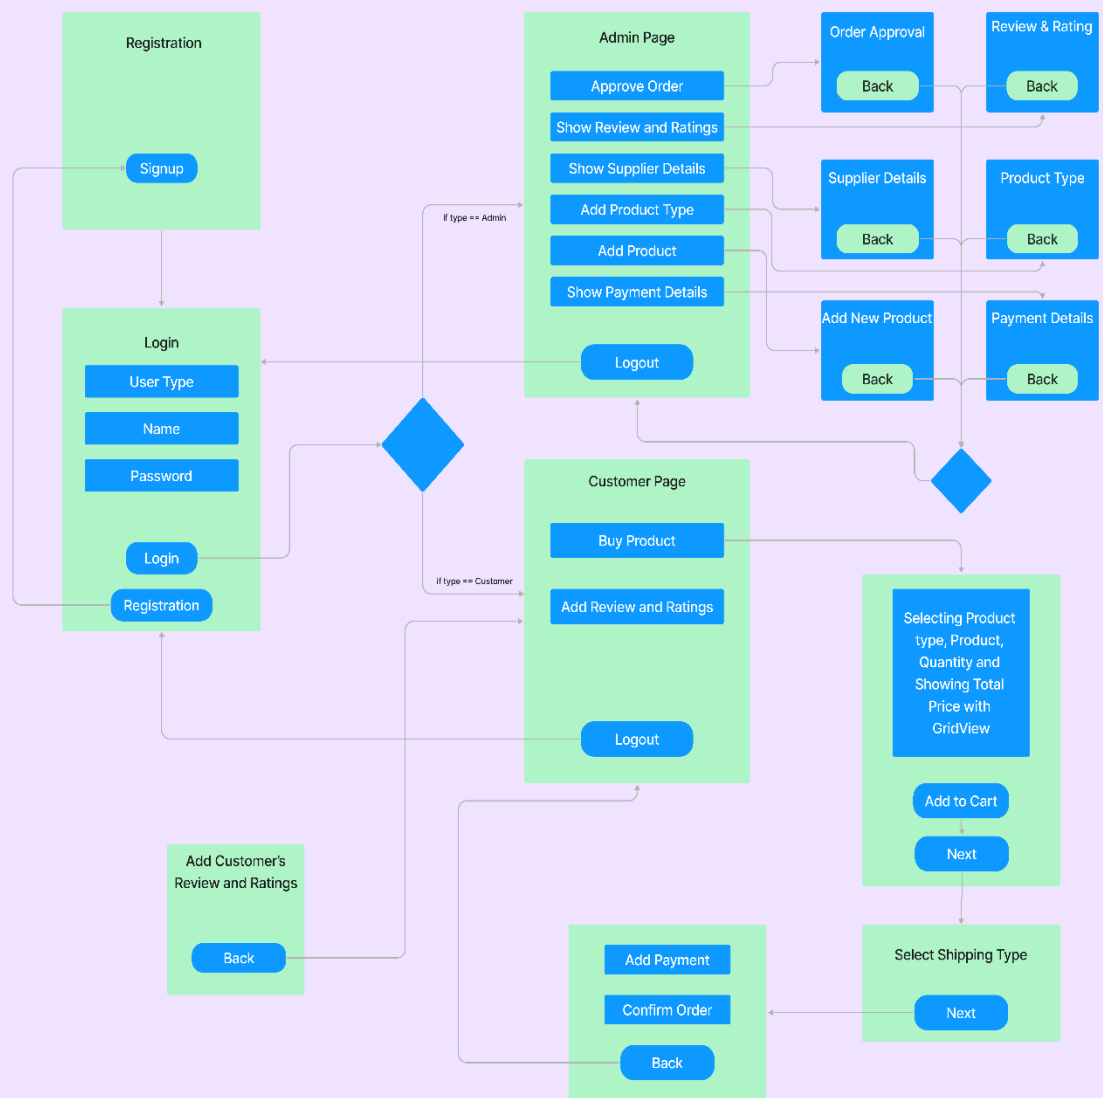 Registration
Signup
Login
User Type
Name
Password
Login
Registration
If type == Admin
if type == Customer
Admin Page
Approve Order
Show Review and Ratings
Show Supplier Details
Add Product Type
Add Product
Show Payment Details
Logout
Order Approval
Back
Review & Rating
Back
Supplier Details
Back
Product Type
Back
Add New Product
Back
Payment Details
Back
Customer Page
Buy Product
Add Review and Ratings
Logout
Selecting Product
type, Product,
Quantity and
Showing Total
Price with
GridView
Add to Cart
Next
Select Shipping Type
Next
Add Payment
Confirm Order
Back
Add Customer's
Review and Ratings
Back